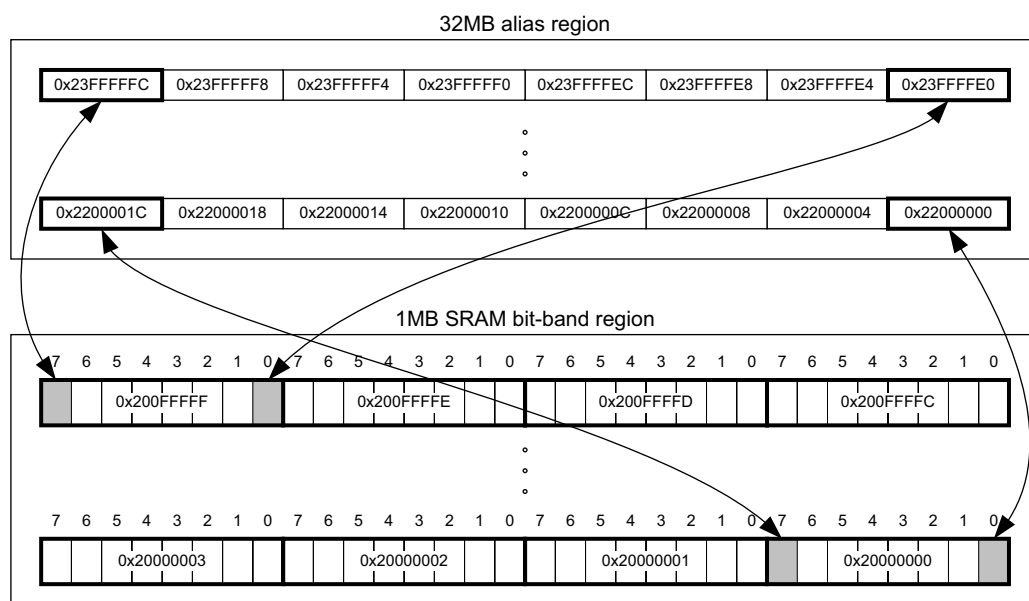 32MB alias region
0x23FFFFFC 0x23FFFFF8 0x23FFFFF4 0x23FFFFF0 0x23FFFFEC 0x23FFFFE8 0x23FFFFE4 0x23FFFFE0
0x2200001C 0x22000018 0x22000014 0x22000010 0x2200000C 0x22000008 0x22000004 0x22000000
1MB SRAM bit-band region
7 6 5 4 3 2 1 0 7 6 5 4 3 2 1 0 7 6 5 4 3 2 1 0 7 6 5 4 3 2 1 0
0x200FFFFF 0x200FFFFE 0x200FFFFD 0x200FFFFC
7 6 5 4 3 2 1 0 7 6 5 4 3 2 1 0 7 6 5 4 3 2 1 0 7 6 5 4 3 2 1 0
0x20000003 0x20000002 0x20000001 0x20000000